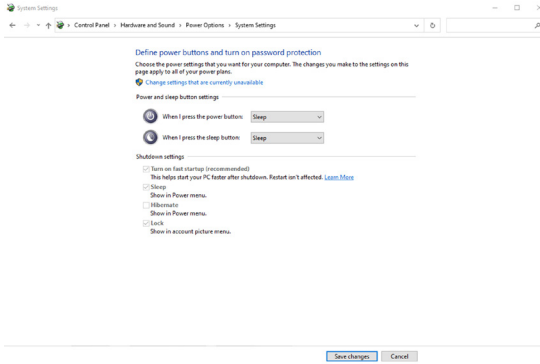 System Settings
Control Panel > Hardware and Sound > Power Options > System Settings
Define power buttons and turn on password protection
Choose the power settings that you want for your computer. The changes you make to the settings on this
page apply to all of your power plans.
Change settings that are currently unavailable
Power and sleep button settings
When I press the power button: Sleep
When I press the sleep button: Sleep
Shutdown settings
Turn on fast startup (recommended)
This helps start your PC faster after shutdown. Restart isn't affected. Learn More
Sleep
Show in Power menu.
Hibernate
Show in Power menu.
Lock
Show in account picture menu.
Save changes Cancel